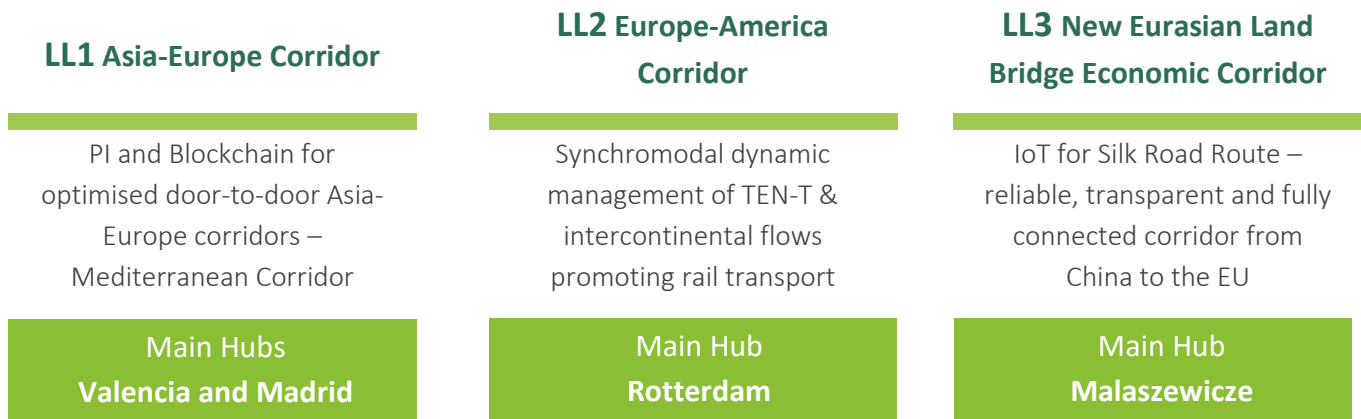 LL1 Asia-Europe Corridor
PI and Blockchain for
optimised door-to-door Asia-
Europe corridors –
Mediterranean Corridor
Main Hubs
Valencia and Madrid
LL2 Europe-America
Corridor
Synchromodal dynamic
management of TEN-T &
intercontinental flows
promoting rail transport
Main Hub
Rotterdam
LL3 New Eurasian Land
Bridge Economic Corridor
IoT for Silk Road Route –
reliable, transparent and fully
connected corridor from
China to the EU
Main Hub
Malaszewicze